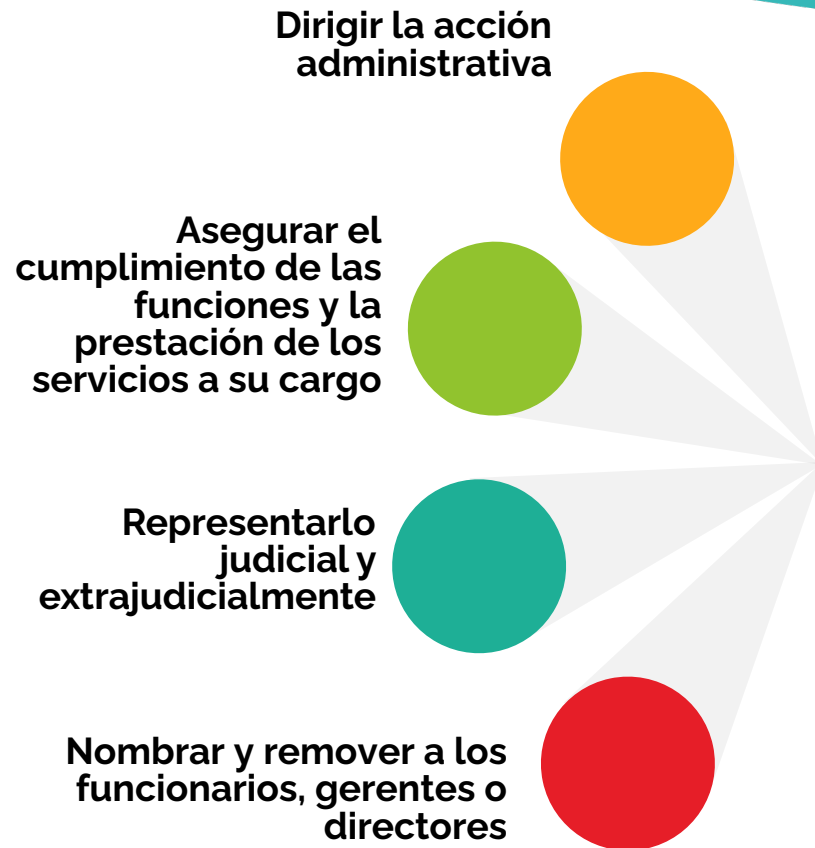 Dirigir la acción
administrativa
Asegurar el
cumplimiento de las
funciones y la
prestación de los
servicios a su cargo
Representarlo
judicial y
extrajudicialmente
Nombrar y remover a los
funcionarios, gerentes o
directores